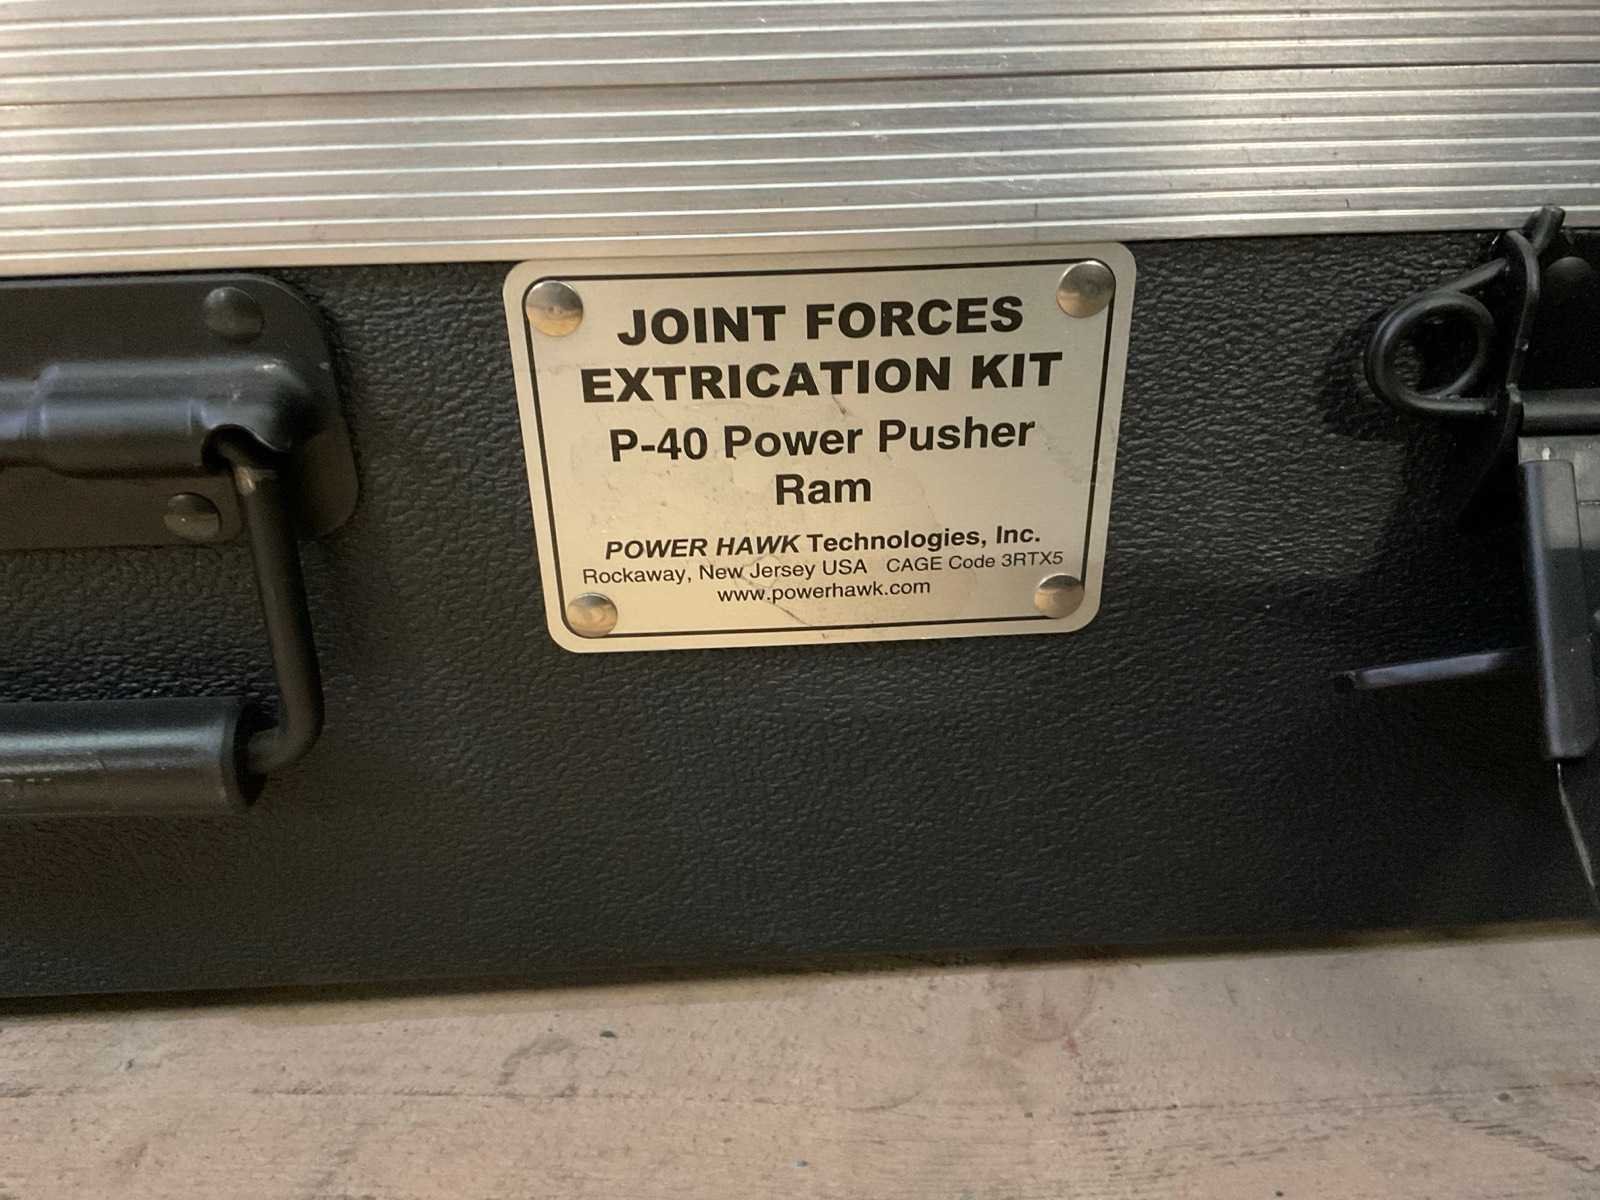 JOINT FORCES
EXTRICATION KIT
P-40 Power Pusher
Ram
POWER HAWK Technologies, Inc.
Rockaway, New Jersey USA CAGE Code 3RTX5
www.powerhawk.com